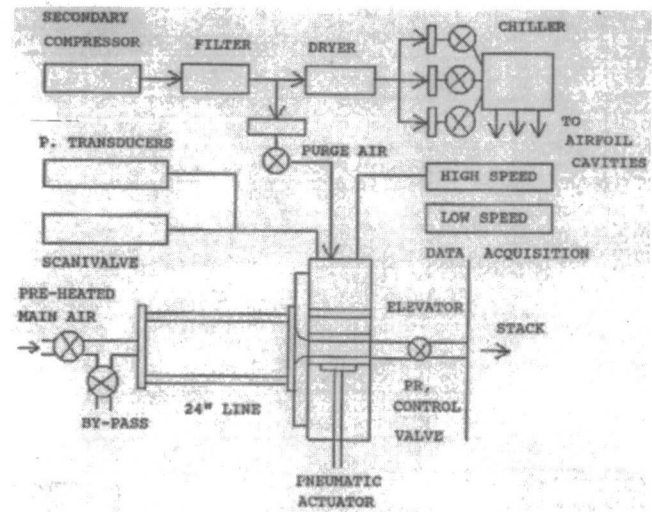 SECONDARY
COMPRESSOR
FILTER
DRYER
CHILLER
TO
AIRFOIL
CAVITIES
P. TRANSDUCERS
PURGE AIR
HIGH SPEED
LOW SPEED
SCANIVALVE
DATA ACQUISITION
PRE-HEATED
MAIN AIR
ELEVATOR
STACK
24" LINE
BY-PASS
PR.
CONTROL
VALVE
PNEUMATIC
ACTUATOR